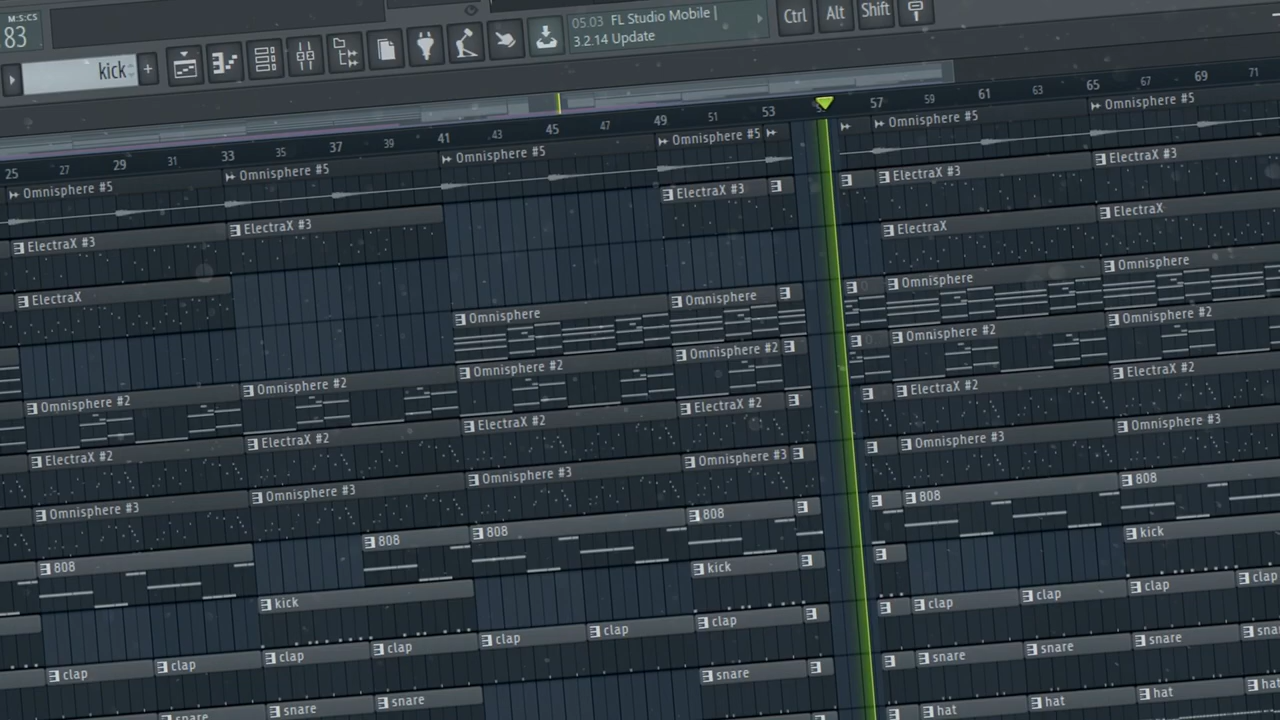 M:S:CS
83
05.03 FL Studio Mobile |
3.2.14 Update
Ctrl Alt Shift
kick +
25 27 29 31 33 35 37 39 41 43 45 47 49 51 53 57 59 61 63 65 67 69 71
Omnisphere #5 Omnisphere #5 Omnisphere #5 Omnisphere #5 Omnisphere #5 Omnisphere #5
ElectraX #3 ElectraX #3 ElectraX #3 ElectraX #3 ElectraX #3
ElectraX ElectraX ElectraX
Omnisphere Omnisphere Omnisphere Omnisphere
Omnisphere #2 Omnisphere #2 Omnisphere #2 Omnisphere #2 Omnisphere #2 Omnisphere #2
ElectraX #2 ElectraX #2 ElectraX #2 ElectraX #2 ElectraX #2 ElectraX #2
Omnisphere #3 Omnisphere #3 Omnisphere #3 Omnisphere #3 Omnisphere #3 Omnisphere #3
808 808 808 808 808 808
kick kick kick
clap clap clap clap clap clap clap clap clap clap clap
snare snare snare snare snare snare snare
hat hat hat hat